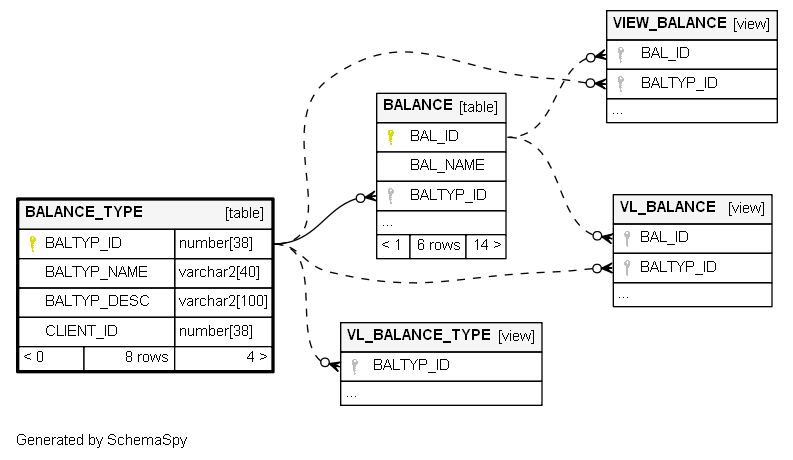 VIEW_BALANCE [view]
BAL_ID
BALTYP_ID
...
BALANCE [table]
BAL_ID
BAL_NAME
BALTYP_ID
...
< 1 6 rows 14 >
BALANCE_TYPE [table]
BALTYP_ID number[38]
BALTYP_NAME varchar2[40]
BALTYP_DESC varchar2[100]
CLIENT_ID number[38]
< 0 8 rows 4 >
VL_BALANCE [view]
BAL_ID
BALTYP_ID
...
VL_BALANCE_TYPE [view]
BALTYP_ID
...
Generated by SchemaSpy